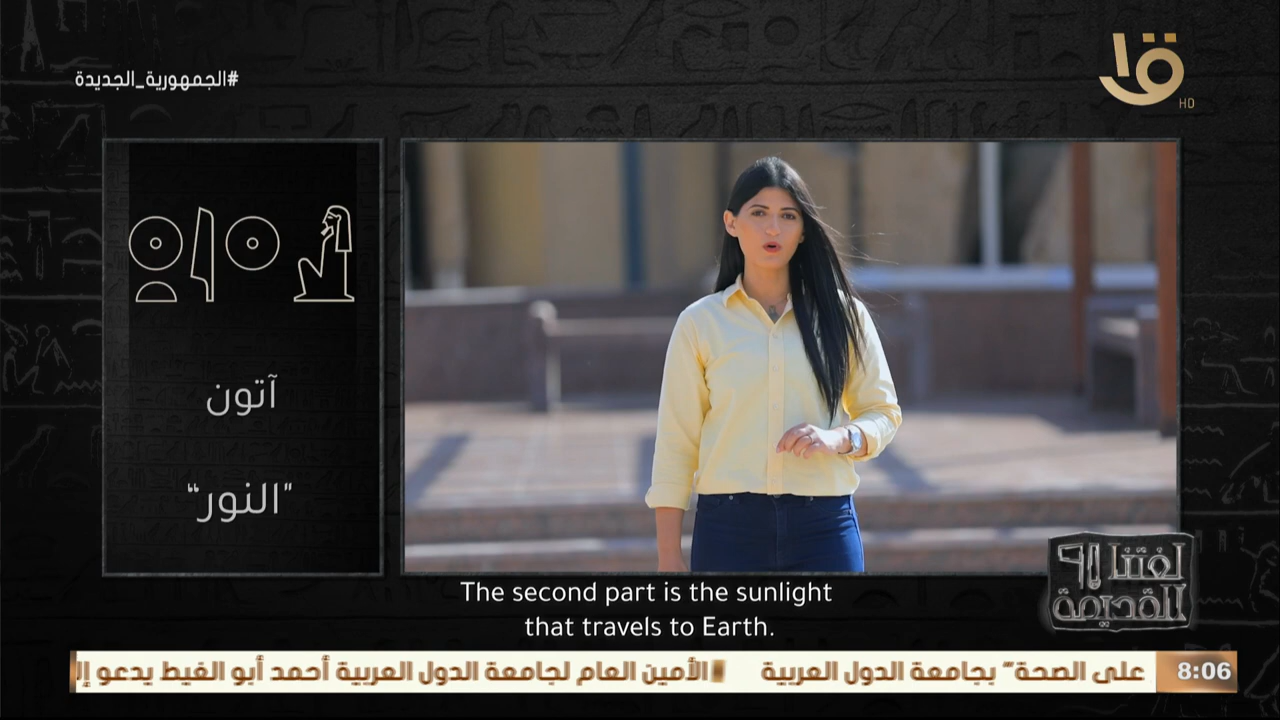 #الجمهورية_الجديدة
HD
آتون
"النور"
The second part is the sunlight
that travels to Earth.
لغتنا
القديمة
8:06 على الصحة" بجامعة الدول العربية الأمين العام لجامعة الدول العربية أحمد أبو الغيط يدعو